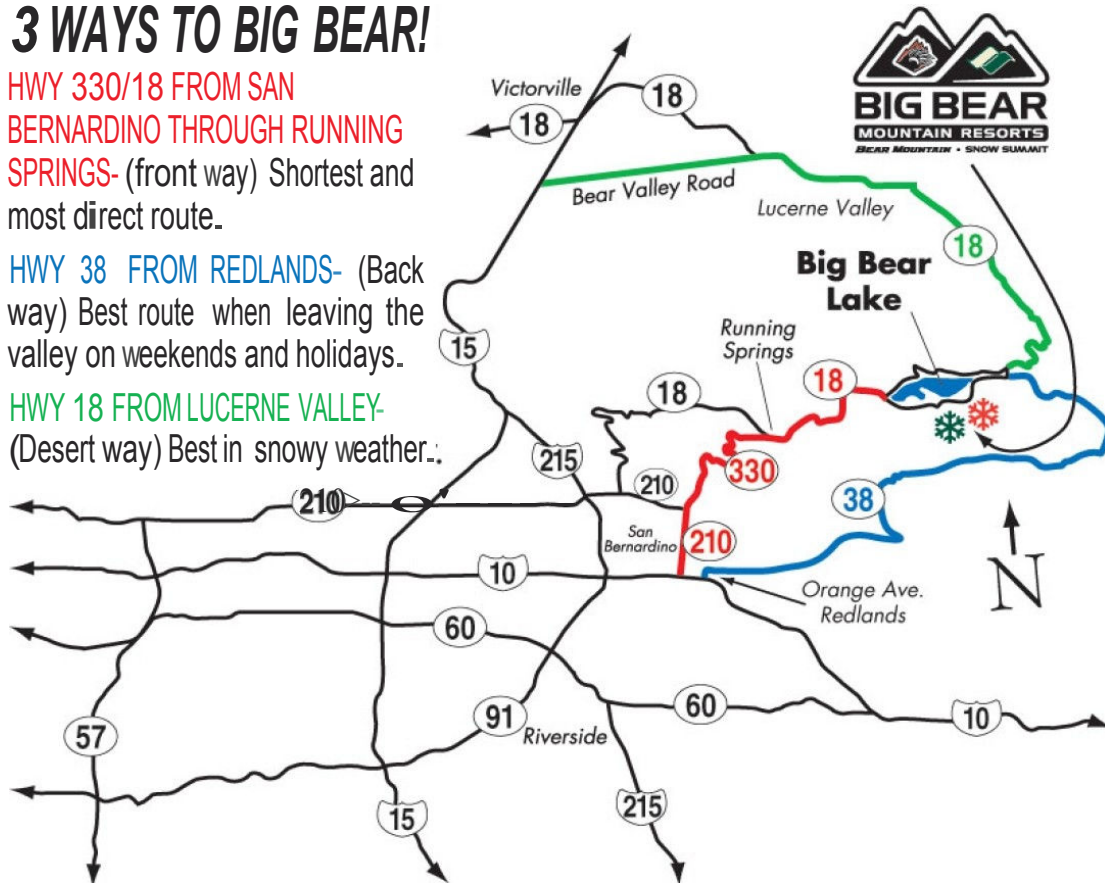 3 WAYS TO BIG BEAR!
HWY 330/18 FROM SAN
BERNARDINO THROUGH RUNNING
SPRINGS- (front way) Shortest and
most direct route.
HWY 38 FROM REDLANDS- (Back
way) Best route when leaving the
valley on weekends and holidays.
HWY 18 FROM LUCERNE VALLEY-
(Desert way) Best in snowy weather.
BIG BEAR
MOUNTAIN RESORTS
BEAR MOUNTAIN • SNOW SUMMIT
Victorville
18
18
Bear Valley Road
Lucerne Valley
18
Big Bear
Lake
Running
Springs
15
18
18
215
330
210
210
38
San
Bernardino
210
N
10
Orange Ave.
Redlands
60
91
Riverside
60
10
57
15
215